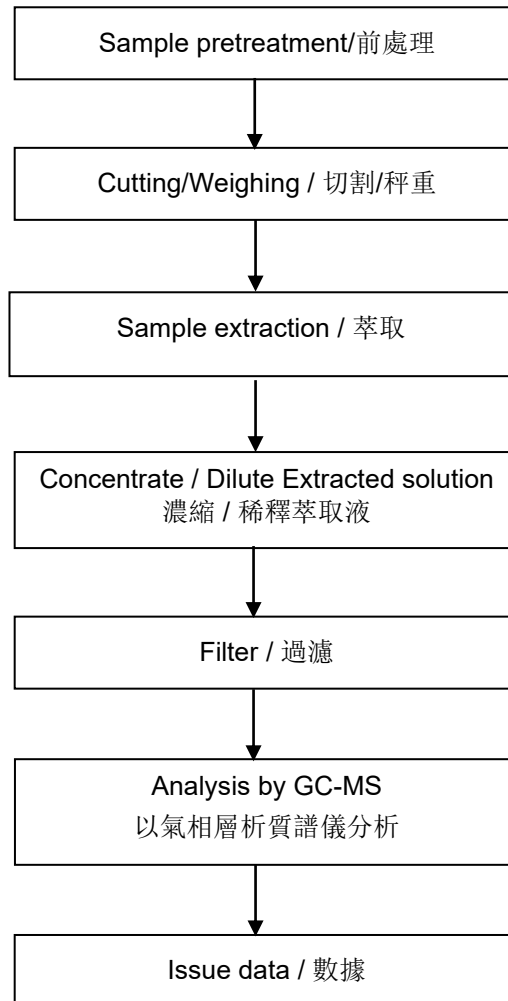 Sample pretreatment/前處理
Cutting/Weighing / 切割/秤重
Sample extraction / 萃取
Concentrate / Dilute Extracted solution
濃縮 / 稀釋萃取液
Filter / 過濾
Analysis by GC-MS
以氣相層析質譜儀分析
Issue data / 數據